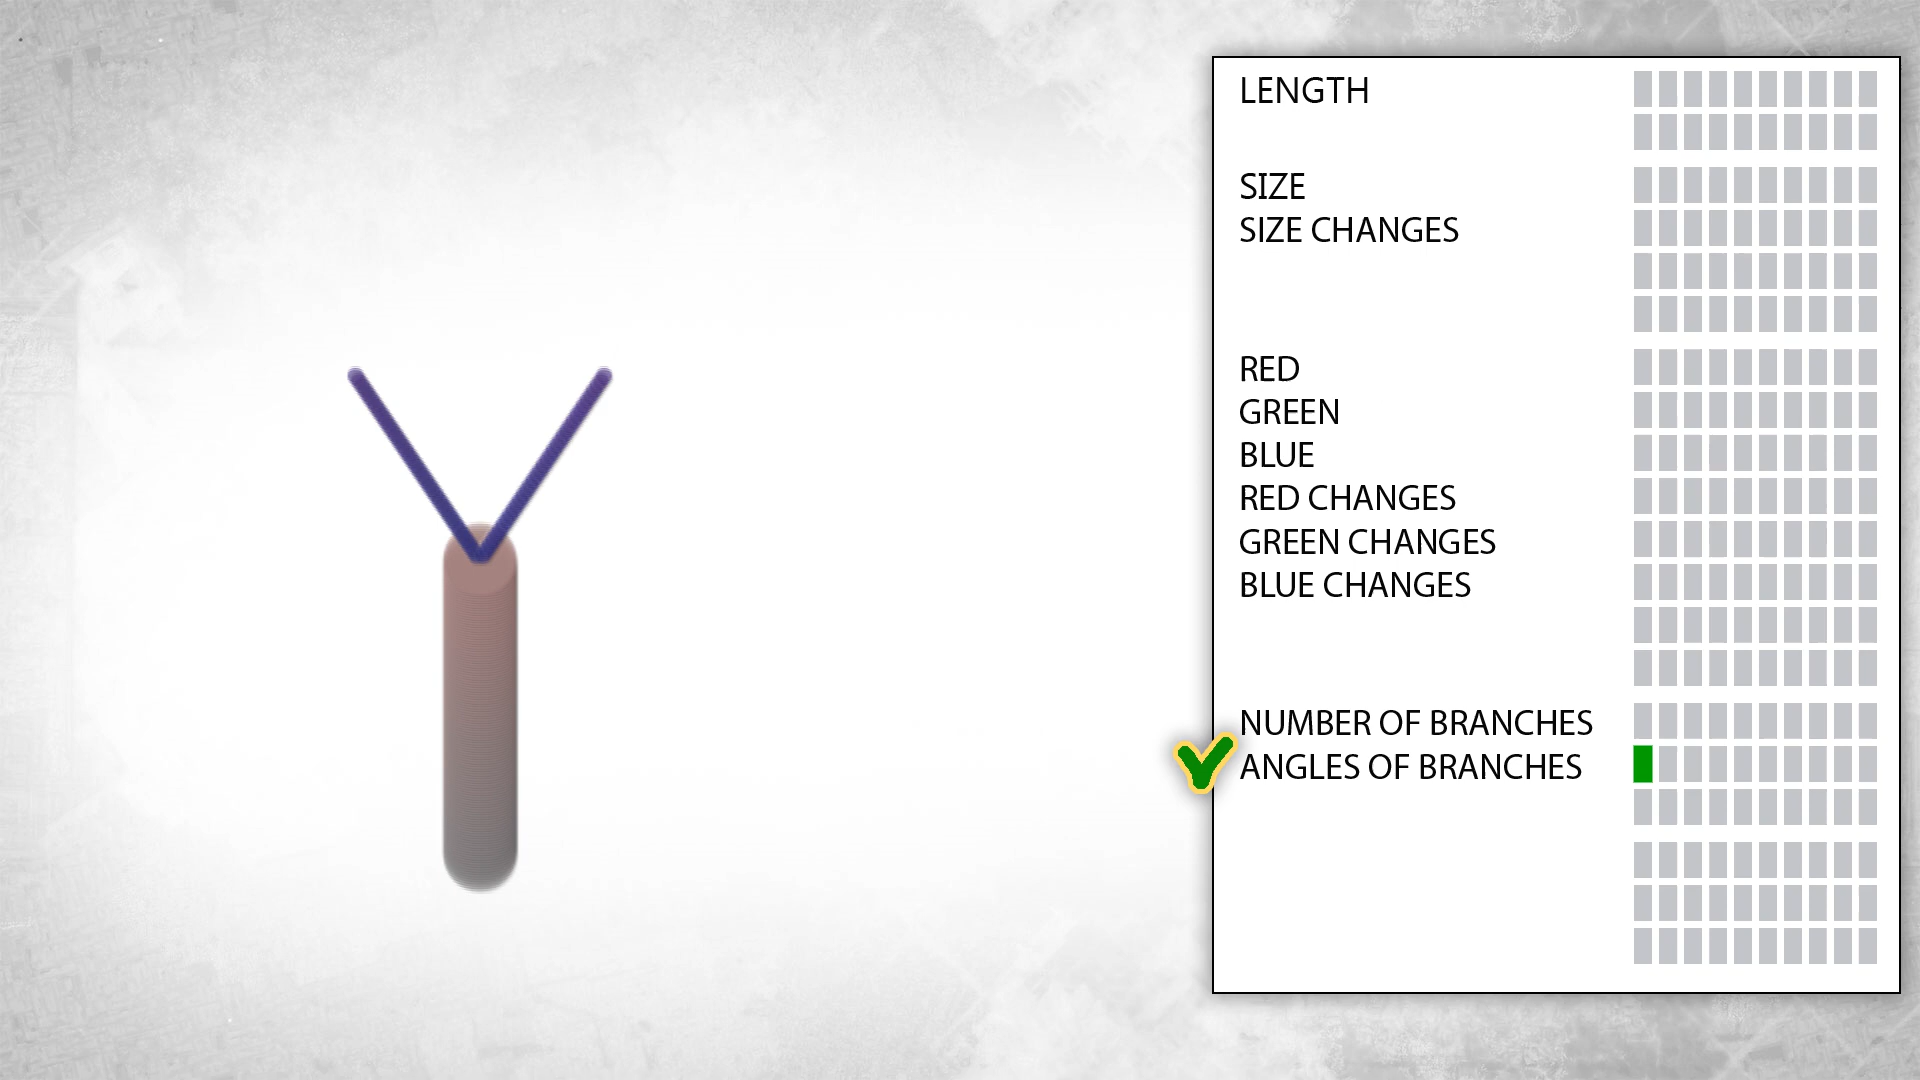 LENGTH
SIZE
SIZE CHANGES
RED
GREEN
BLUE
RED CHANGES
GREEN CHANGES
BLUE CHANGES
NUMBER OF BRANCHES
ANGLES OF BRANCHES